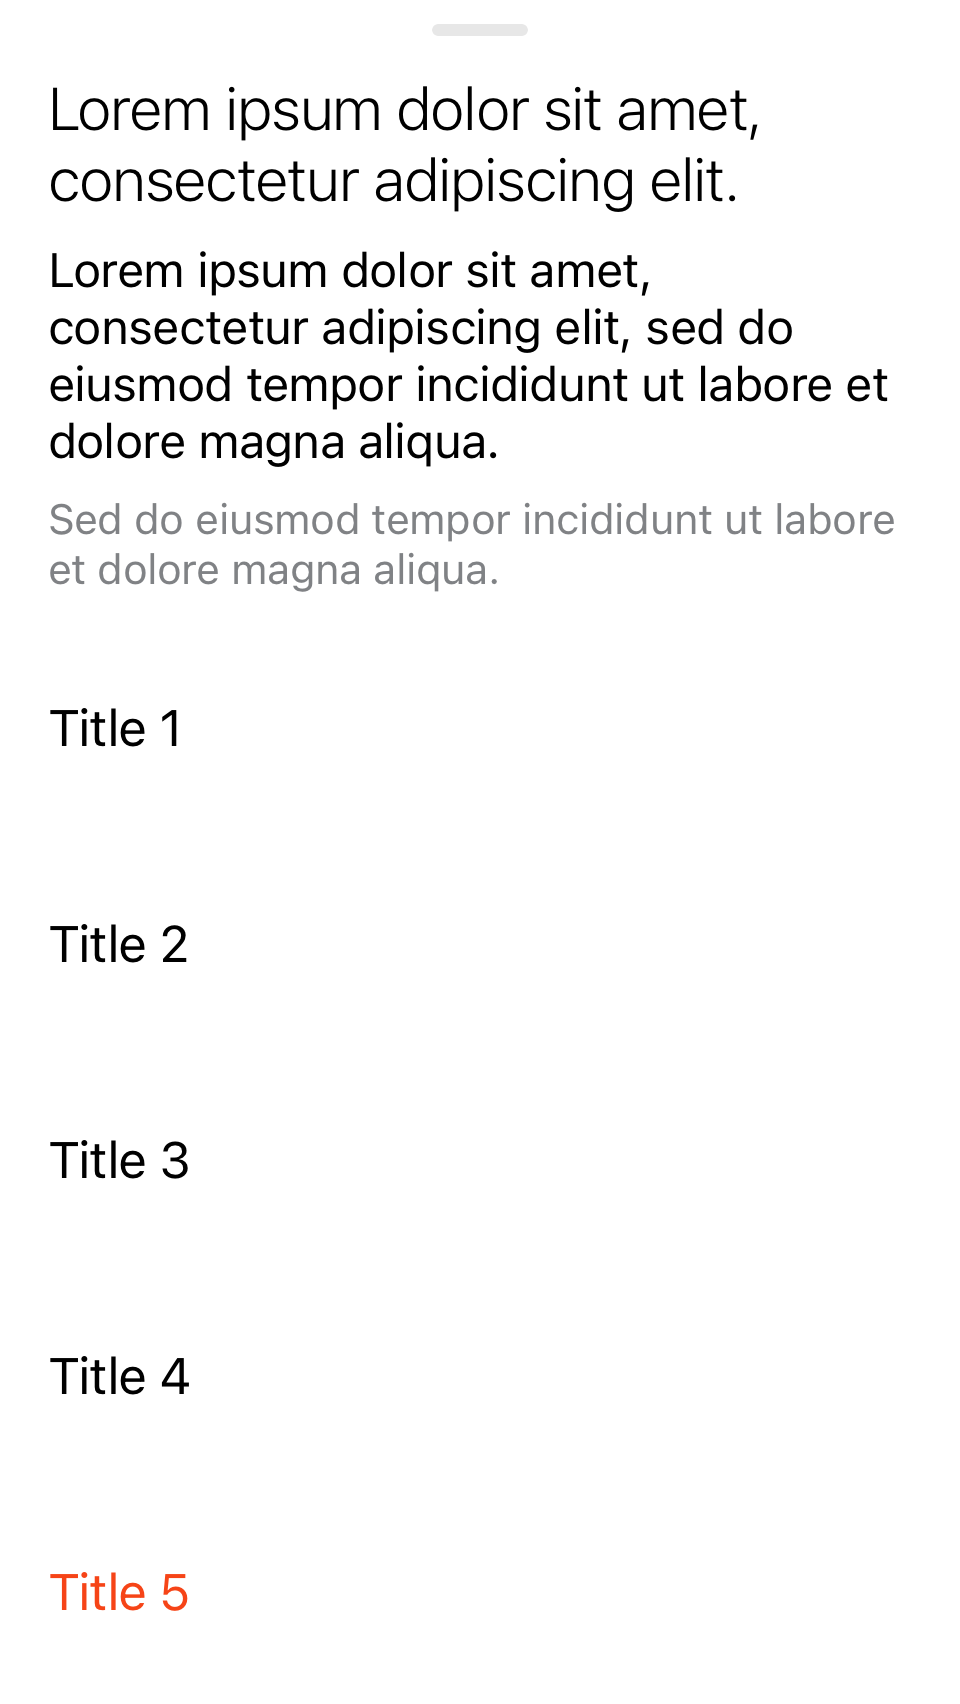 Lorem ipsum dolor sit amet,
consectetur adipiscing elit.
Lorem ipsum dolor sit amet,
consectetur adipiscing elit, sed do
eiusmod tempor incididunt ut labore et
dolore magna aliqua.
Sed do eiusmod tempor incididunt ut labore
et dolore magna aliqua.
Title 1
Title 2
Title 3
Title 4
Title 5